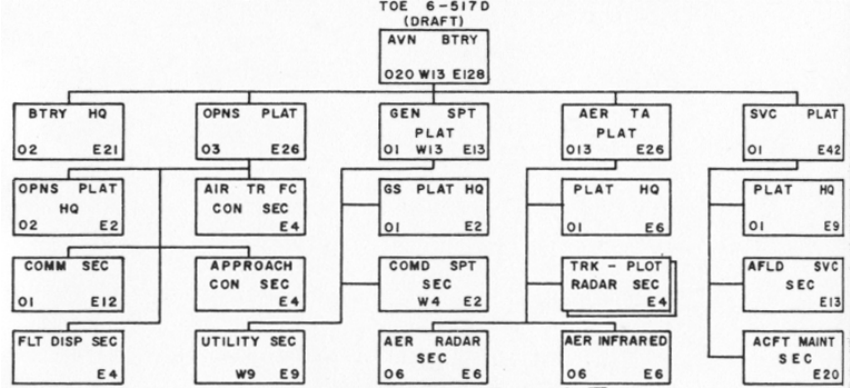 TOE 6-517D
(DRAFT)
AVN BTRY
O20 W13 E128
BTRY HQ
O2 E21
OPNS PLAT
O3 E26
GEN SPT
PLAT
O1 W13 E13
AER TA
PLAT
O13 E26
SVC PLAT
O1 E42
OPNS PLAT
HQ
O2 E2
AIR TR FC
CON SEC
E4
GS PLAT HQ
O1 E2
PLAT HQ
O1 E6
PLAT HQ
O1 E9
COMM SEC
O1 E12
APPROACH
CON SEC
E4
COMD SPT
SEC
W4 E2
TRK - PLOT
RADAR SEC
E4
AFLD SVC
SEC
E13
FLT DISP SEC
E4
UTILITY SEC
W9 E9
AER RADAR
SEC
O6 E6
AER INFRARED
O6 E6
ACFT MAINT
SEC
E20